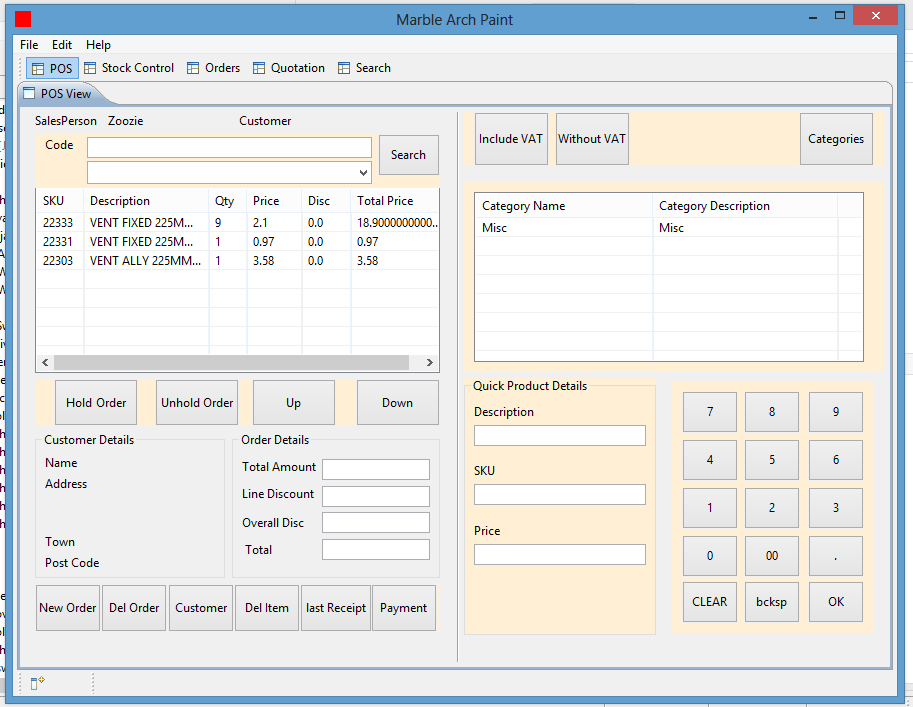 Marble Arch Paint
File Edit Help
POS Stock Control Orders Quotation Search
POS View
SalesPerson Zoozie Customer
Code
Search
Include VAT Without VAT Categories
SKU Description Qty Price Disc Total Price
22333 VENT FIXED 225M... 9 2.1 0.0 18.9000000000..
22331 VENT FIXED 225M... 1 0.97 0.0 0.97
22303 VENT ALLY 225MM... 1 3.58 0.0 3.58
Category Name Category Description
Misc Misc
Hold Order Unhold Order Up Down
Customer Details
Name
Address
Town
Post Code
Order Details
Total Amount
Line Discount
Overall Disc
Total
New Order Del Order Customer Del Item last Receipt Payment
Quick Product Details
Description
SKU
Price
7 8 9
4 5 6
1 2 3
0 00 .
CLEAR bcksp OK